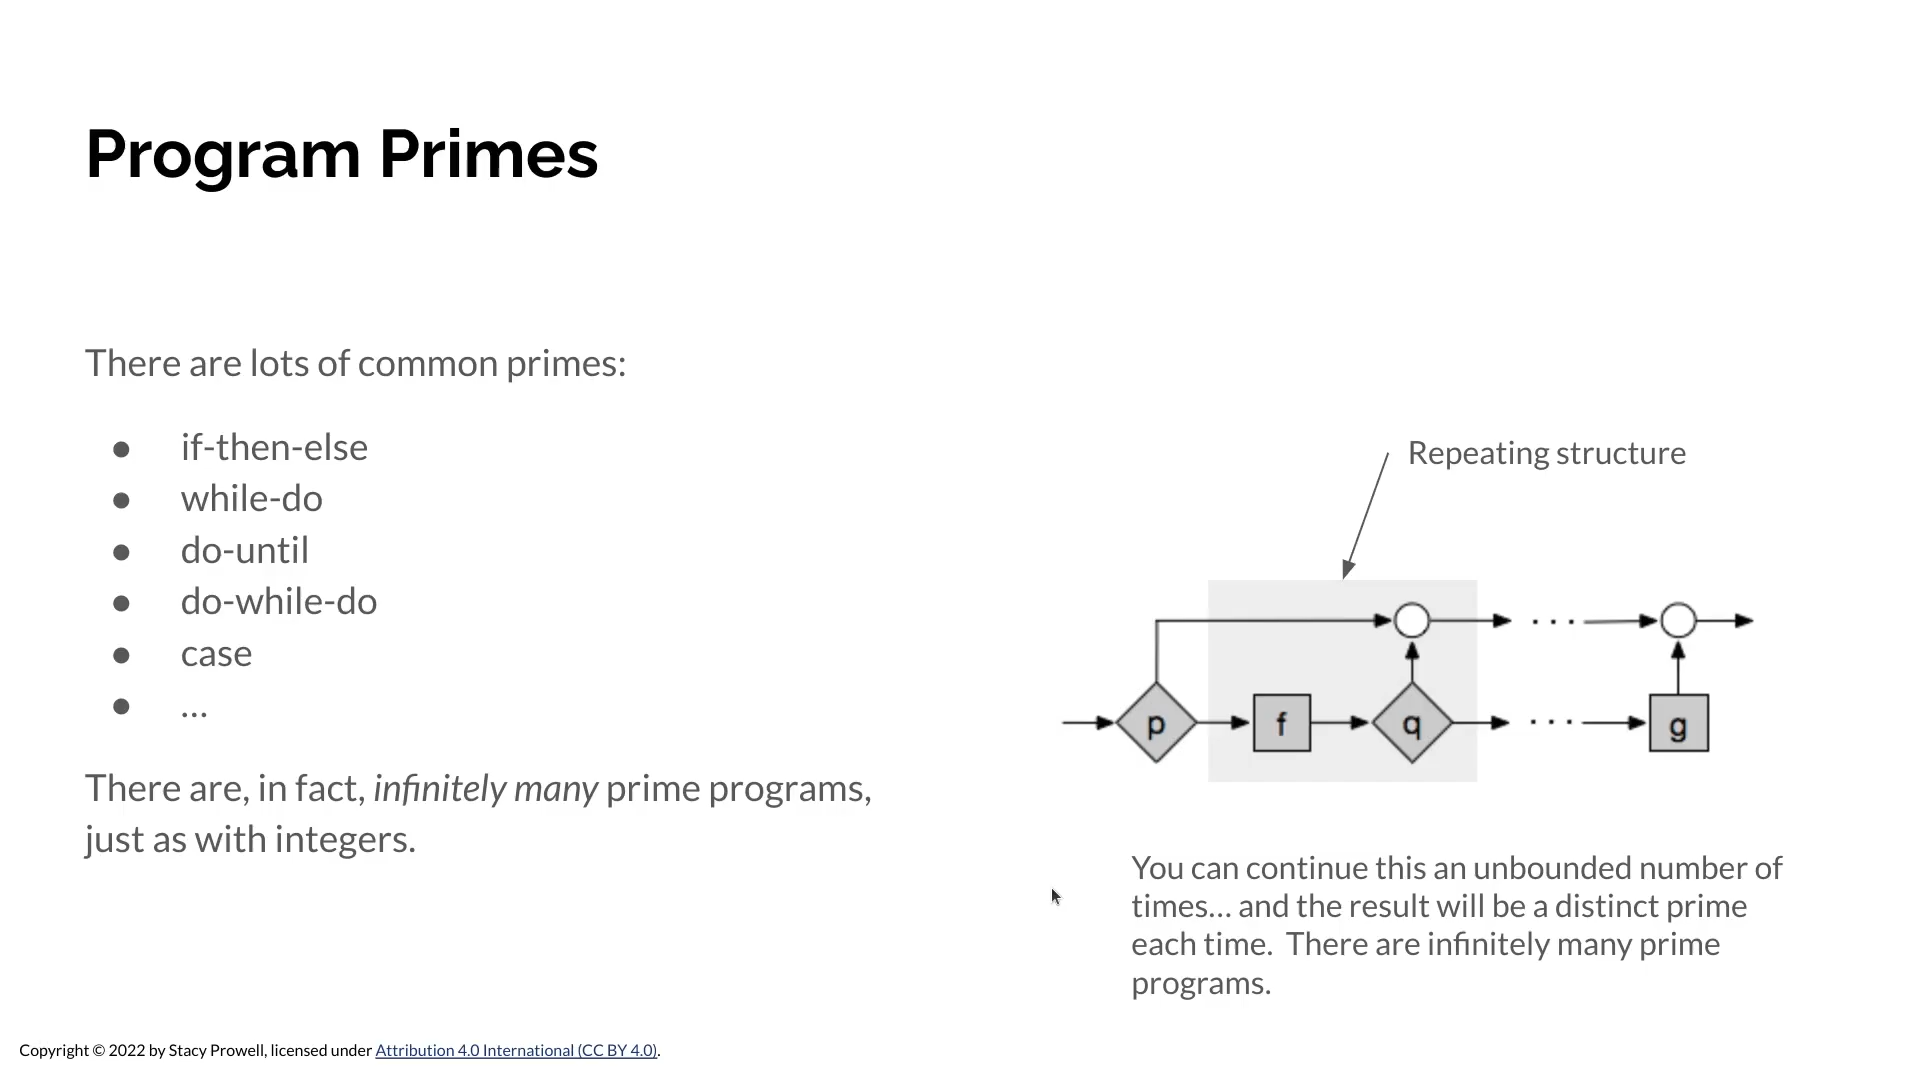 Program Primes
There are lots of common primes:
● if-then-else
● while-do
● do-until
● do-while-do
● case
● …
There are, in fact, infinitely many prime programs,
just as with integers.
Repeating structure
. . .
p
f
q
. . .
g
You can continue this an unbounded number of
times… and the result will be a distinct prime
each time.  There are infinitely many prime
programs.
Copyright © 2022 by Stacy Prowell, licensed under Attribution 4.0 International (CC BY 4.0).